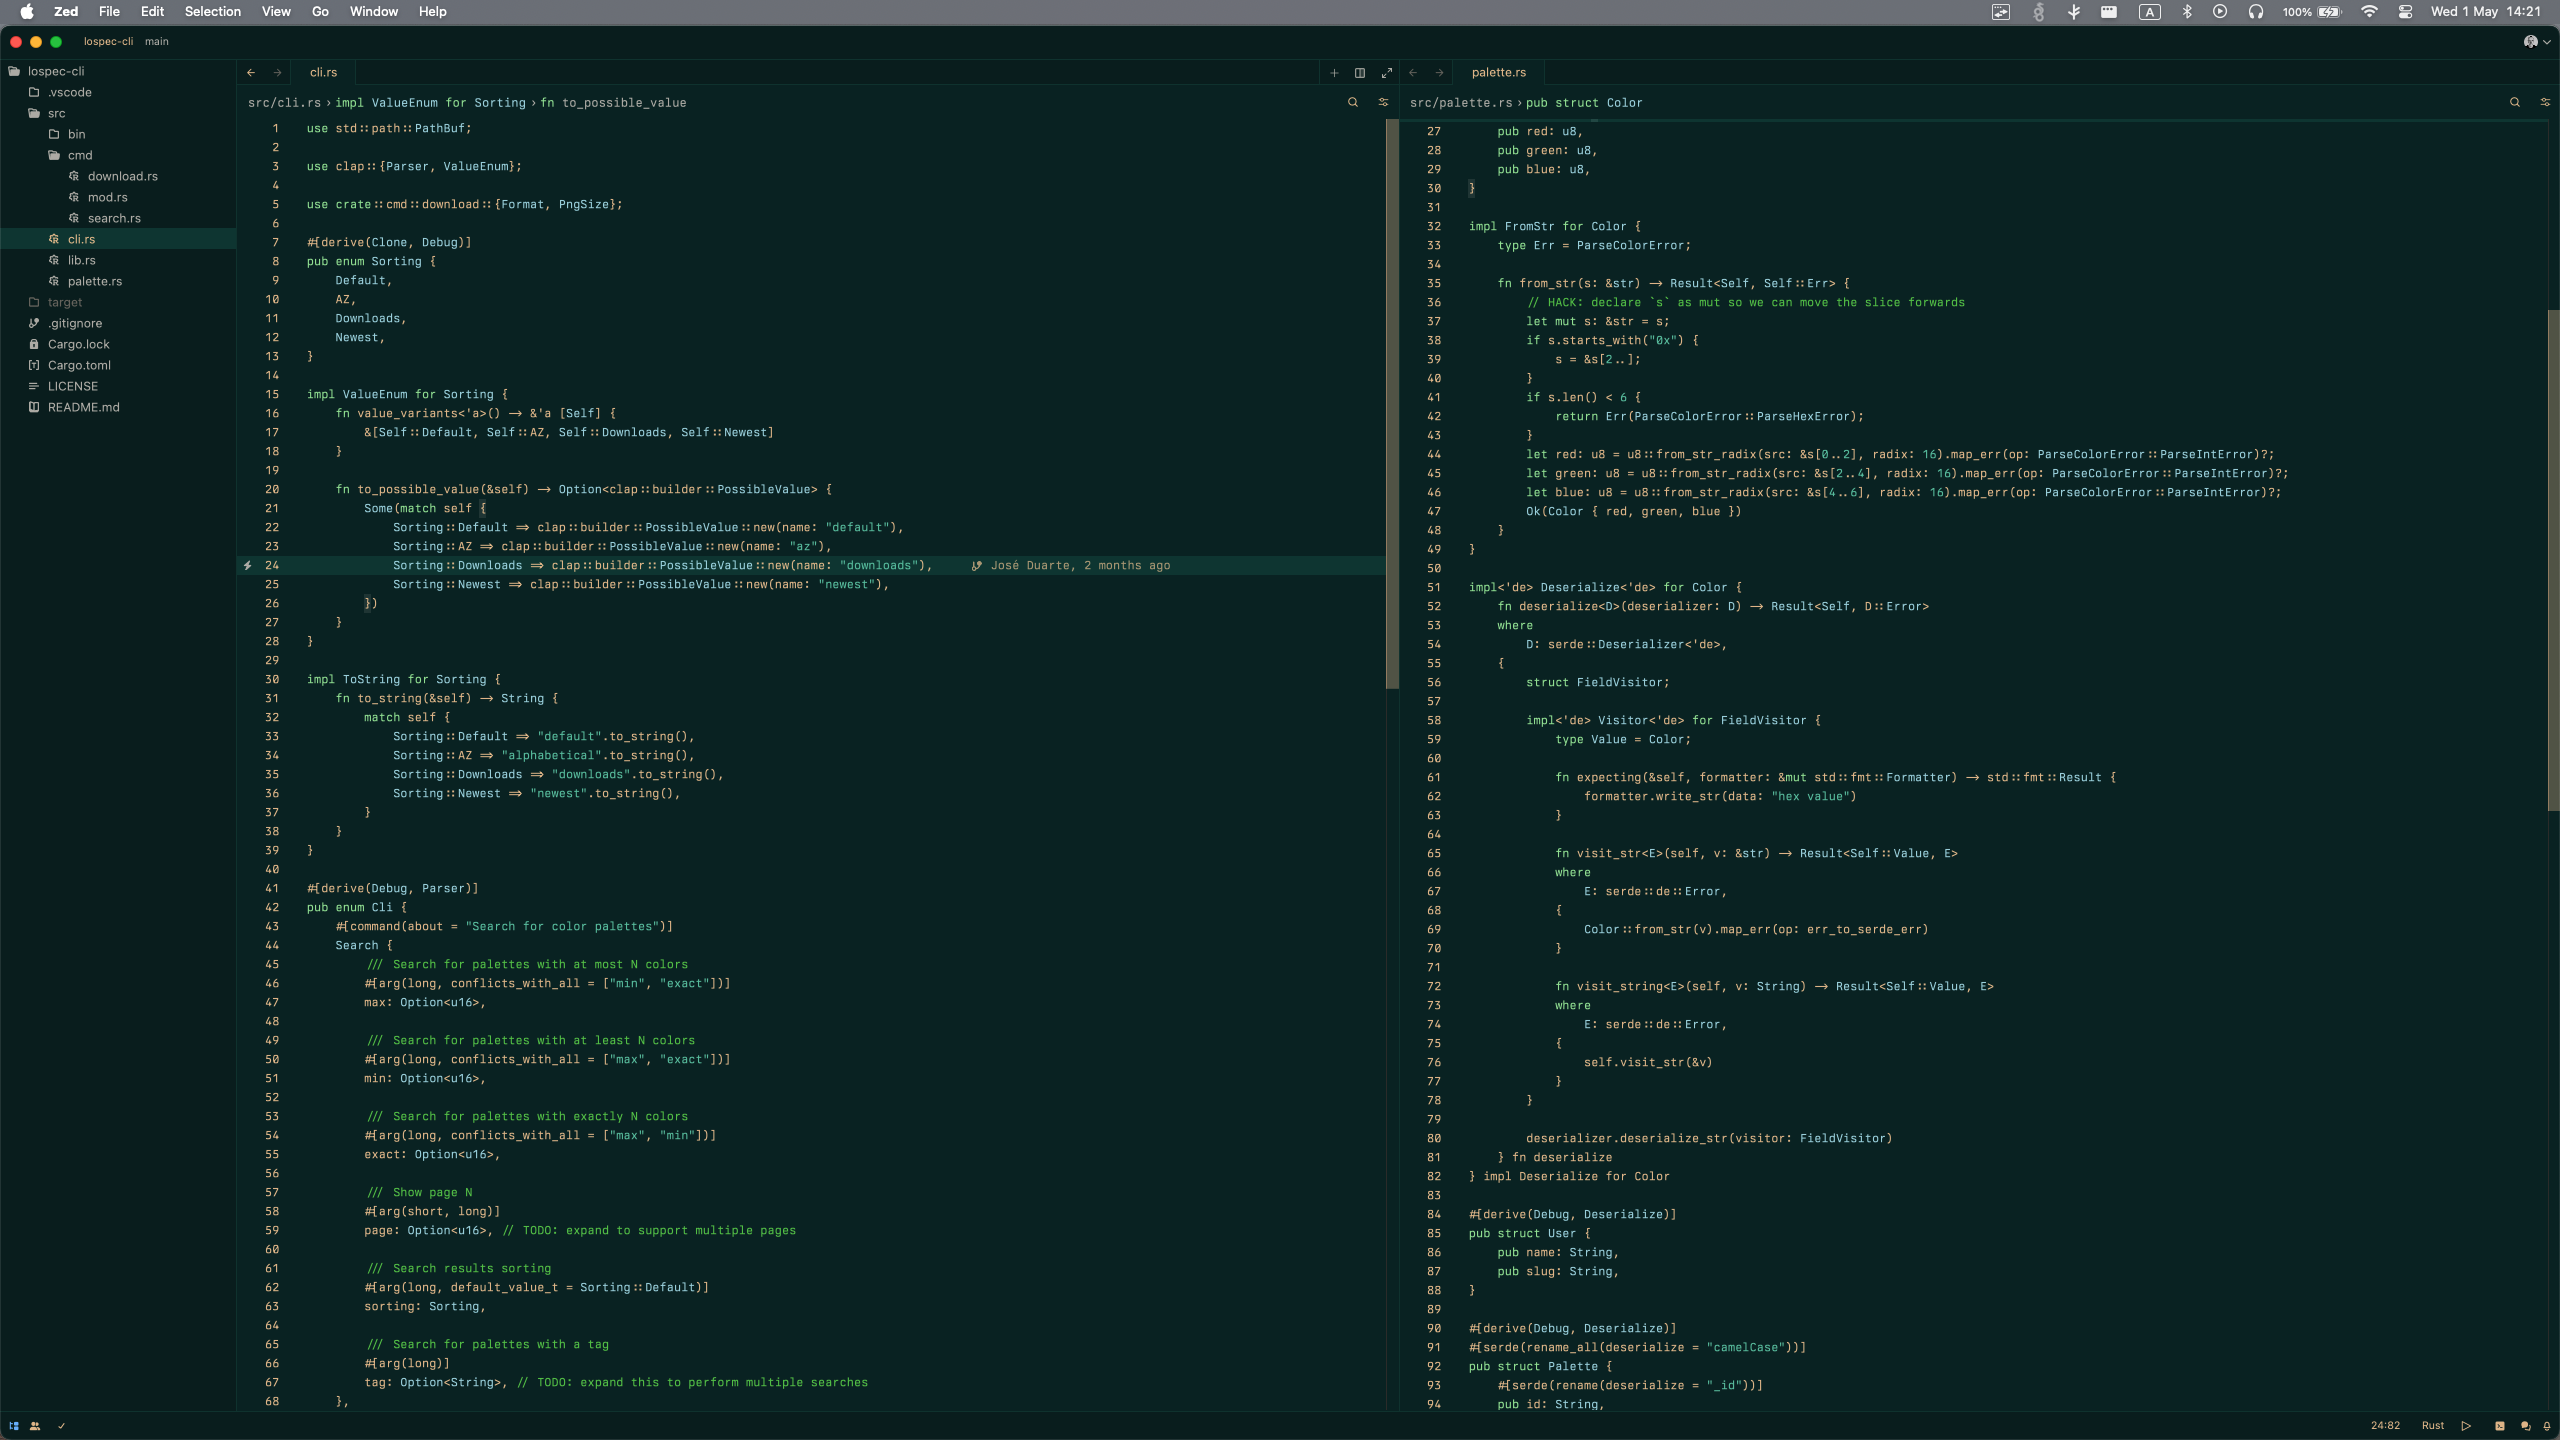 Zed File Edit Selection View Go Window Help
A 100% Wed 1 May 14:21
lospec-cli main
lospec-cli
.vscode
src
bin
cmd
download.rs
mod.rs
search.rs
cli.rs
lib.rs
palette.rs
target
.gitignore
Cargo.lock
Cargo.toml
LICENSE
README.md
cli.rs
src/cli.rs › impl ValueEnum for Sorting › fn to_possible_value
1 use std::path::PathBuf;
2
3 use clap::{Parser, ValueEnum};
4
5 use crate::cmd::download::{Format, PngSize};
6
7 #[derive(Clone, Debug)]
8 pub enum Sorting {
9     Default,
10     AZ,
11     Downloads,
12     Newest,
13 }
14
15 impl ValueEnum for Sorting {
16     fn value_variants<'a>() -> &'a [Self] {
17         &[Self::Default, Self::AZ, Self::Downloads, Self::Newest]
18     }
19
20     fn to_possible_value(&self) -> Option<clap::builder::PossibleValue> {
21         Some(match self {
22             Sorting::Default => clap::builder::PossibleValue::new(name: "default"),
23             Sorting::AZ => clap::builder::PossibleValue::new(name: "az"),
24             Sorting::Downloads => clap::builder::PossibleValue::new(name: "downloads"), José Duarte, 2 months ago
25             Sorting::Newest => clap::builder::PossibleValue::new(name: "newest"),
26         })
27     }
28 }
29
30 impl ToString for Sorting {
31     fn to_string(&self) -> String {
32         match self {
33             Sorting::Default => "default".to_string(),
34             Sorting::AZ => "alphabetical".to_string(),
35             Sorting::Downloads => "downloads".to_string(),
36             Sorting::Newest => "newest".to_string(),
37         }
38     }
39 }
40
41 #[derive(Debug, Parser)]
42 pub enum Cli {
43     #[command(about = "Search for color palettes")]
44     Search {
45         /// Search for palettes with at most N colors
46         #[arg(long, conflicts_with_all = ["min", "exact"])]
47         max: Option<u16>,
48
49         /// Search for palettes with at least N colors
50         #[arg(long, conflicts_with_all = ["max", "exact"])]
51         min: Option<u16>,
52
53         /// Search for palettes with exactly N colors
54         #[arg(long, conflicts_with_all = ["max", "min"])]
55         exact: Option<u16>,
56
57         /// Show page N
58         #[arg(short, long)]
59         page: Option<u16>, // TODO: expand to support multiple pages
60
61         /// Search results sorting
62         #[arg(long, default_value_t = Sorting::Default)]
63         sorting: Sorting,
64
65         /// Search for palettes with a tag
66         #[arg(long)]
67         tag: Option<String>, // TODO: expand this to perform multiple searches
68     },
palette.rs
src/palette.rs › pub struct Color
27     pub red: u8,
28     pub green: u8,
29     pub blue: u8,
30 }
31
32 impl FromStr for Color {
33     type Err = ParseColorError;
34
35     fn from_str(s: &str) -> Result<Self, Self::Err> {
36         // HACK: declare `s` as mut so we can move the slice forwards
37         let mut s: &str = s;
38         if s.starts_with("0x") {
39             s = &s[2..];
40         }
41         if s.len() < 6 {
42             return Err(ParseColorError::ParseHexError);
43         }
44         let red: u8 = u8::from_str_radix(src: &s[0..2], radix: 16).map_err(op: ParseColorError::ParseIntError)?;
45         let green: u8 = u8::from_str_radix(src: &s[2..4], radix: 16).map_err(op: ParseColorError::ParseIntError)?;
46         let blue: u8 = u8::from_str_radix(src: &s[4..6], radix: 16).map_err(op: ParseColorError::ParseIntError)?;
47         Ok(Color { red, green, blue })
48     }
49 }
50
51 impl<'de> Deserialize<'de> for Color {
52     fn deserialize<D>(deserializer: D) -> Result<Self, D::Error>
53     where
54         D: serde::Deserializer<'de>,
55     {
56         struct FieldVisitor;
57
58         impl<'de> Visitor<'de> for FieldVisitor {
59             type Value = Color;
60
61             fn expecting(&self, formatter: &mut std::fmt::Formatter) -> std::fmt::Result {
62                 formatter.write_str(data: "hex value")
63             }
64
65             fn visit_str<E>(self, v: &str) -> Result<Self::Value, E>
66             where
67                 E: serde::de::Error,
68             {
69                 Color::from_str(v).map_err(op: err_to_serde_err)
70             }
71
72             fn visit_string<E>(self, v: String) -> Result<Self::Value, E>
73             where
74                 E: serde::de::Error,
75             {
76                 self.visit_str(&v)
77             }
78         }
79
80         deserializer.deserialize_str(visitor: FieldVisitor)
81     } fn deserialize
82 } impl Deserialize for Color
83
84 #[derive(Debug, Deserialize)]
85 pub struct User {
86     pub name: String,
87     pub slug: String,
88 }
89
90 #[derive(Debug, Deserialize)]
91 #[serde(rename_all(deserialize = "camelCase"))]
92 pub struct Palette {
93     #[serde(rename(deserialize = "_id"))]
94     pub id: String,
24:82 Rust